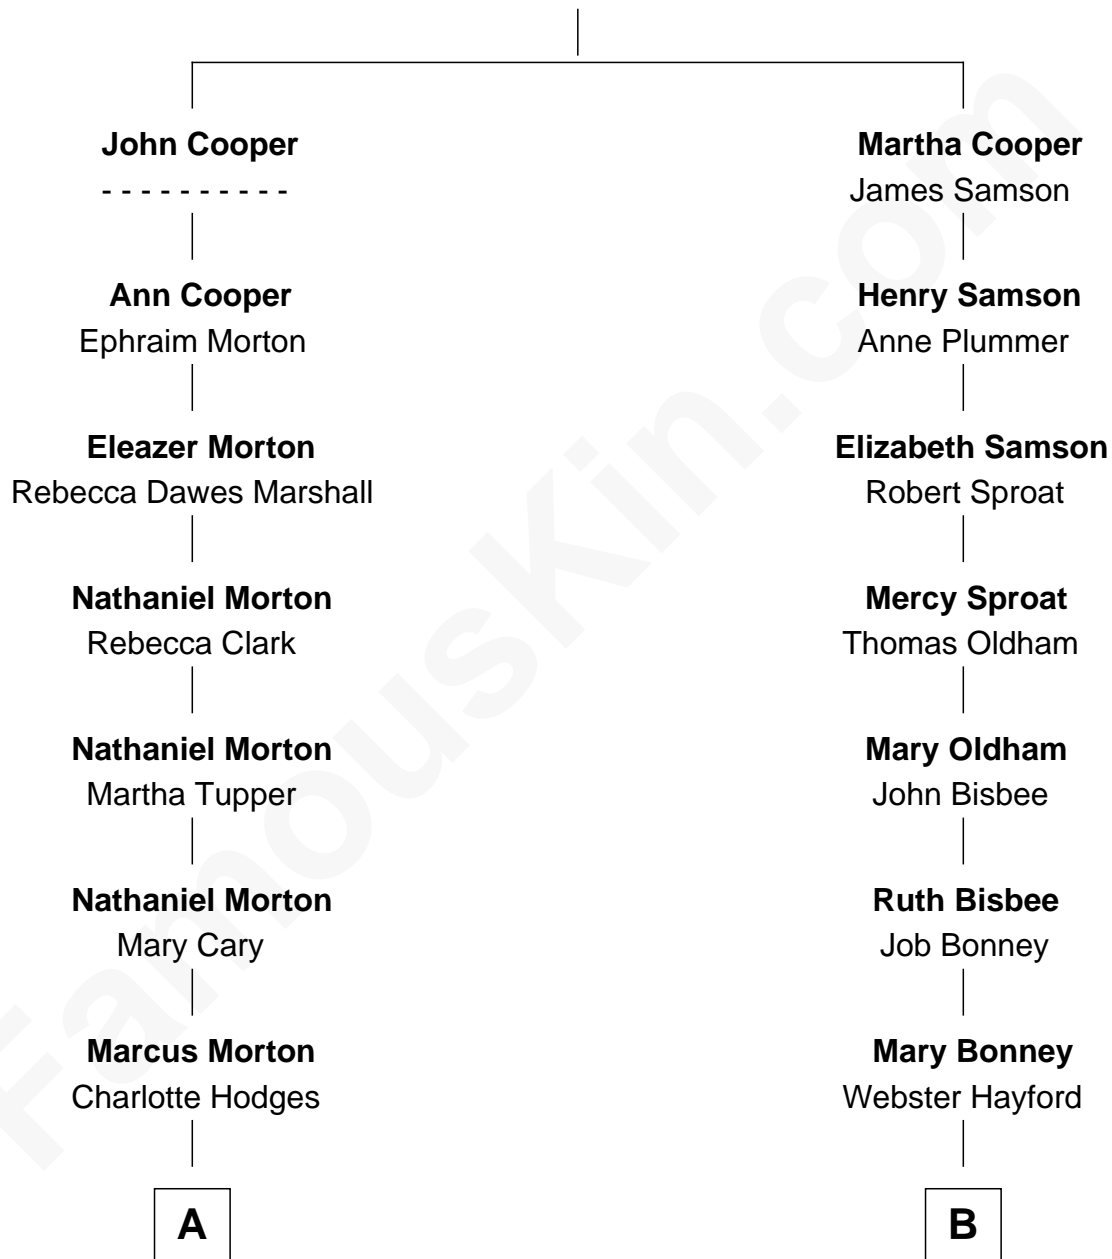 John Cooper
- - - - - - - - - -
Ann Cooper
Ephraim Morton
Eleazer Morton
Rebecca Dawes Marshall
Nathaniel Morton
Rebecca Clark
Nathaniel Morton
Martha Tupper
Nathaniel Morton
Mary Cary
Marcus Morton
Charlotte Hodges
A
Martha Cooper
James Samson
Henry Samson
Anne Plummer
Elizabeth Samson
Robert Sproat
Mercy Sproat
Thomas Oldham
Mary Oldham
John Bisbee
Ruth Bisbee
Job Bonney
Mary Bonney
Webster Hayford
B
FamousKin.com